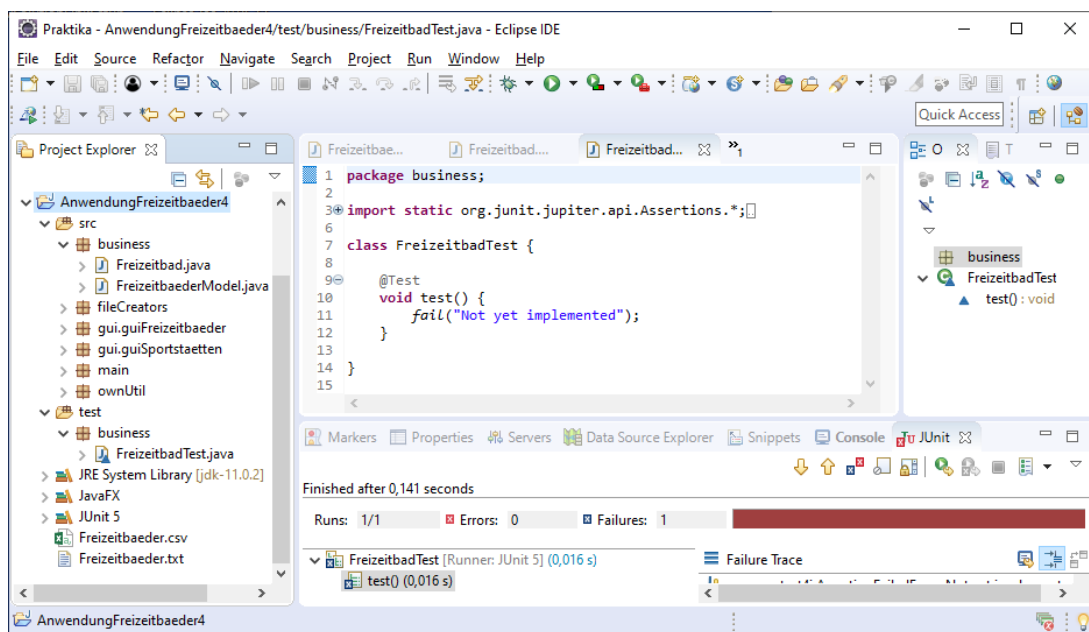 Praktika - AnwendungFreizeitbaeder4/test/business/FreizeitbadTest.java - Eclipse IDE
File Edit Source Refactor Navigate Search Project Run Window Help
Quick Access
Project Explorer
AnwendungFreizeitbaeder4
src
business
Freizeitbad.java
FreizeitbaederModel.java
fileCreators
gui.guiFreizeitbaeder
gui.guiSportstaetten
main
ownUtil
test
business
FreizeitbadTest.java
JRE System Library [jdk-11.0.2]
JavaFX
JUnit 5
Freizeitbaeder.csv
Freizeitbaeder.txt
Freizeitbae... Freizeitbad.... Freizeitbad... »1
1 package business;
2
3 import static org.junit.jupiter.api.Assertions.*;
6
7 class FreizeitbadTest {
8
9 @Test
10 void test() {
11 fail("Not yet implemented");
12 }
13
14 }
15
O T
business
FreizeitbadTest
test() : void
Markers Properties Servers Data Source Explorer Snippets Console JUnit
Finished after 0,141 seconds
Runs: 1/1 Errors: 0 Failures: 1
FreizeitbadTest [Runner: JUnit 5] (0,016 s)
test() (0,016 s)
Failure Trace
AnwendungFreizeitbaeder4